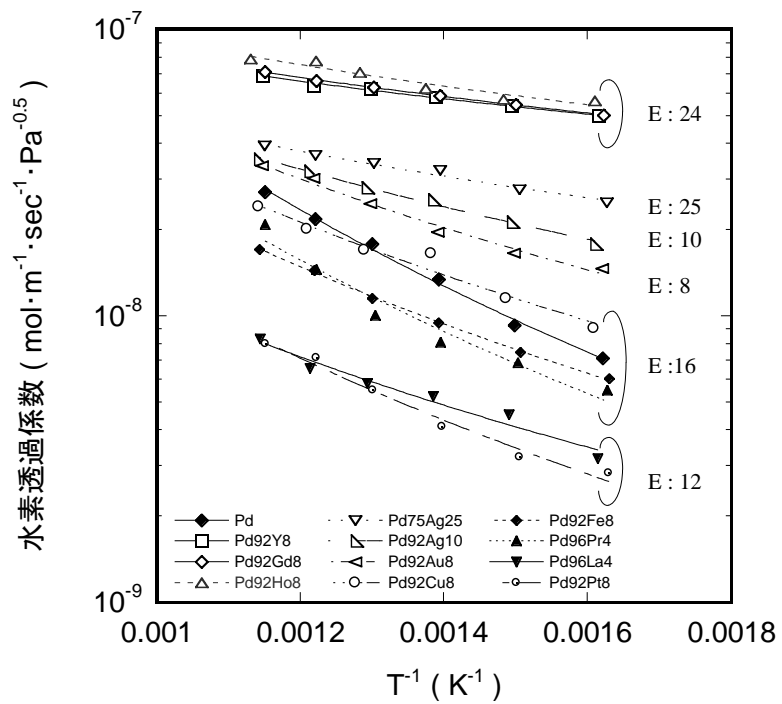 10⁻⁷
10⁻⁸
10⁻⁹
水素透過係数 ( mol·m⁻¹·sec⁻¹·Pa⁻⁰·⁵ )
E : 24
E : 25
E : 10
E : 8
E :16
E : 12
Pd
Pd92Y8
Pd92Gd8
Pd92Ho8
Pd75Ag25
Pd92Ag10
Pd92Au8
Pd92Cu8
Pd92Fe8
Pd96Pr4
Pd96La4
Pd92Pt8
0.001 0.0012 0.0014 0.0016 0.0018
T⁻¹ ( K⁻¹ )